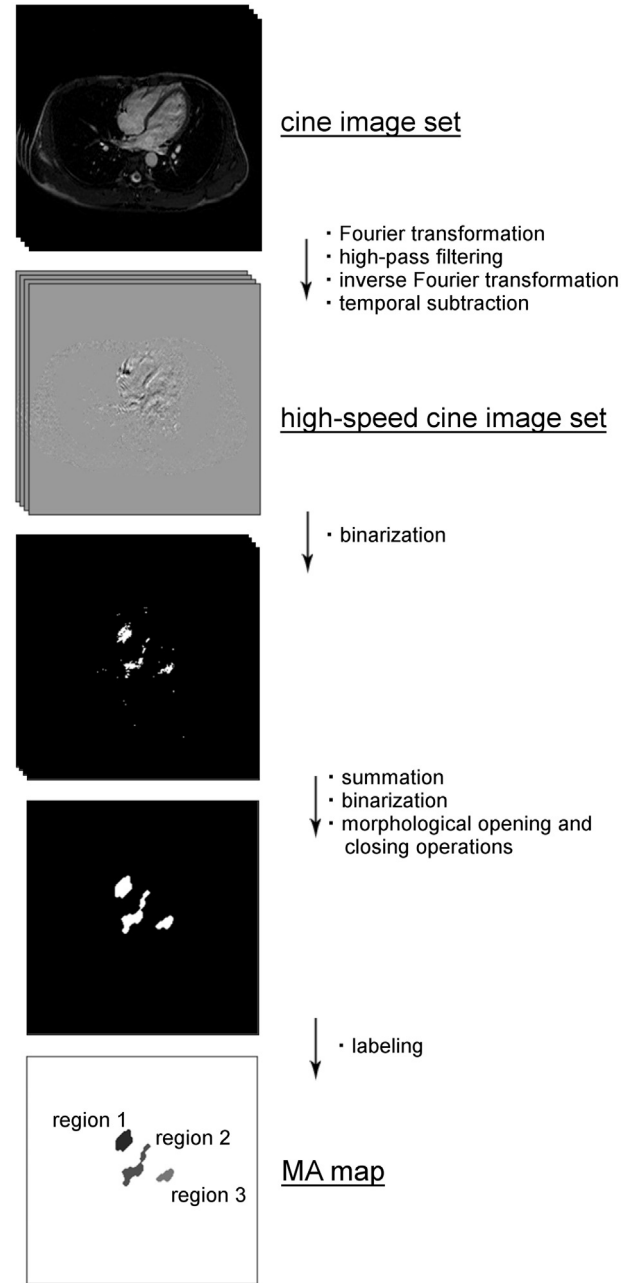 cine image set
・Fourier transformation
・high-pass filtering
・inverse Fourier transformation
・temporal subtraction
high-speed cine image set
・binarization
・summation
・binarization
・morphological opening and
closing operations
・labeling
region 1
region 2
region 3
MA map